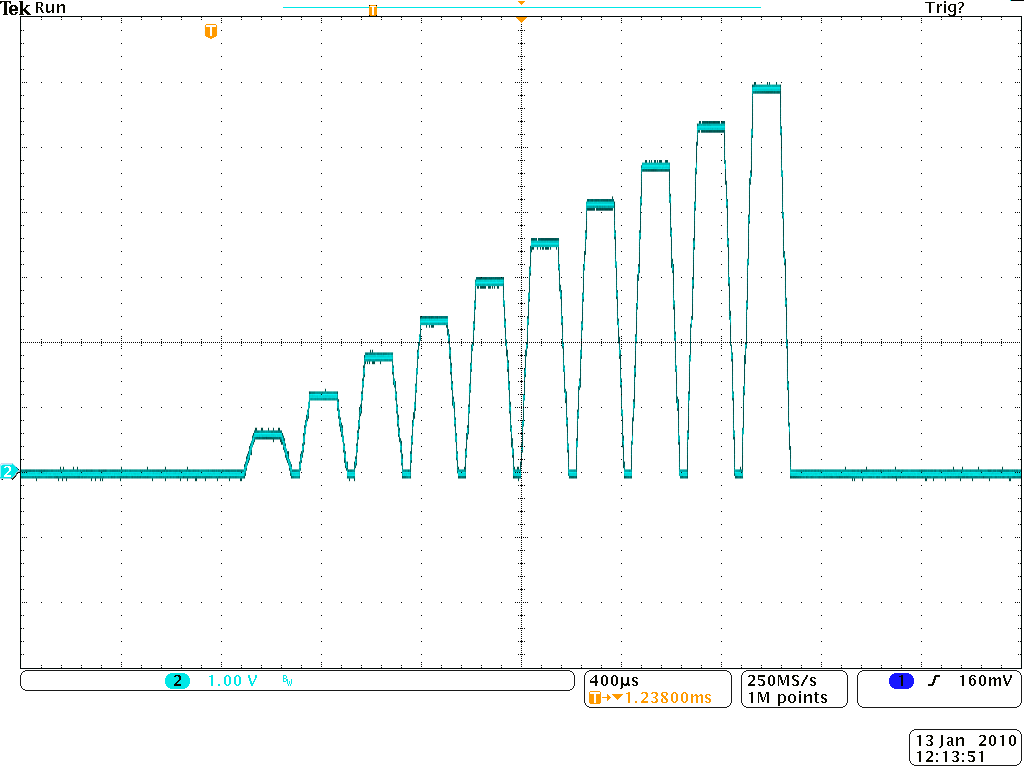 Tek Run Trig?
T
T
2
2 1.00 V BW
400µs
T→▼1.23800ms
250MS/s
1M points
1 160mV
13 Jan 2010
12:13:51